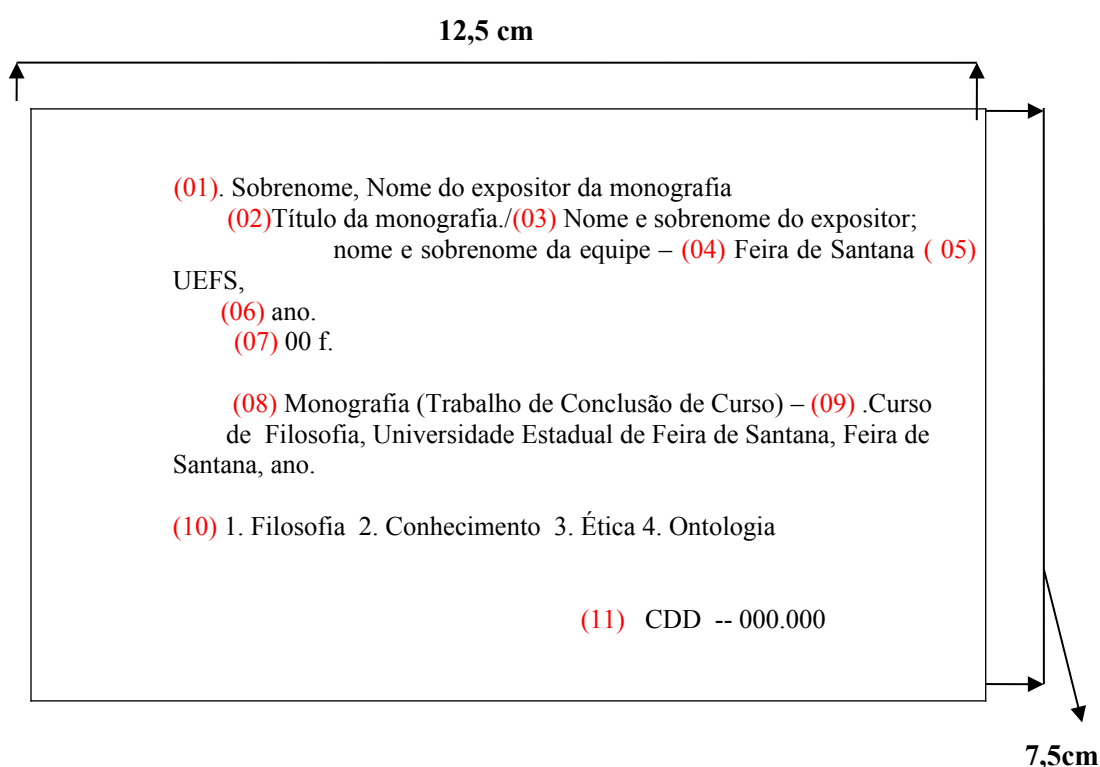 12,5 cm
(01). Sobrenome, Nome do expositor da monografia
(02)Título da monografia./(03) Nome e sobrenome do expositor;
nome e sobrenome da equipe – (04) Feira de Santana ( 05)
UEFS,
(06) ano.
(07) 00 f.
(08) Monografia (Trabalho de Conclusão de Curso) – (09) .Curso
de Filosofia, Universidade Estadual de Feira de Santana, Feira de
Santana, ano.
(10) 1. Filosofia 2. Conhecimento 3. Ética 4. Ontologia
(11) CDD -- 000.000
7,5cm